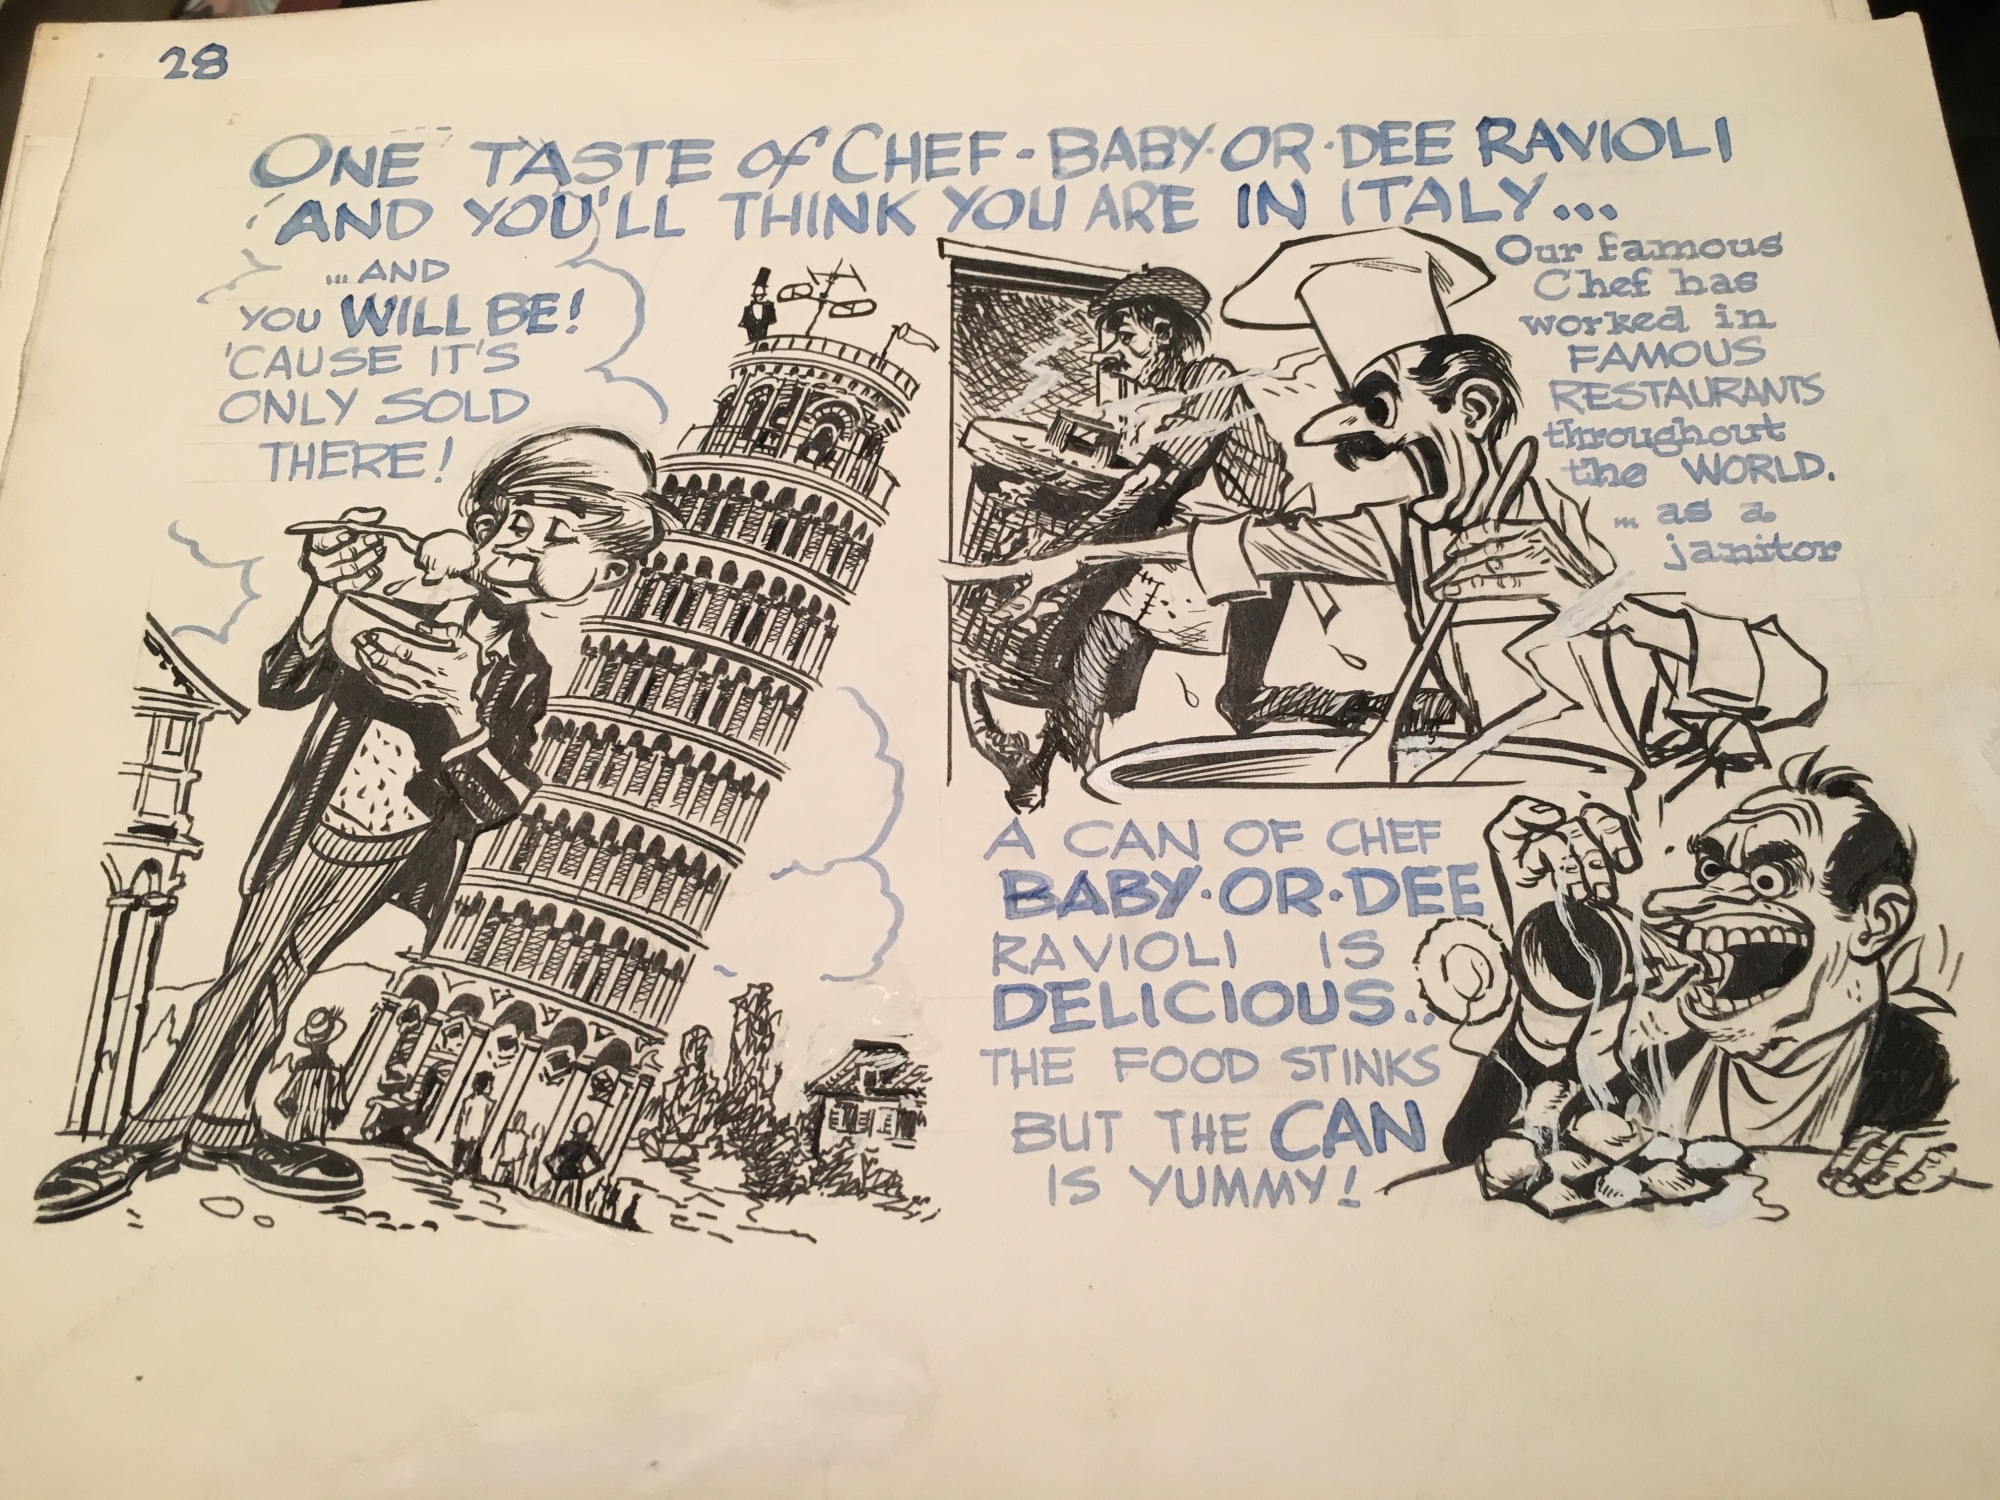 28
ONE TASTE of CHEF-BABY·OR·DEE RAVIOLI
AND YOU'LL THINK YOU ARE IN ITALY...
...AND
YOU WILL BE!
'CAUSE IT'S
ONLY SOLD
THERE!
Our famous
Chef has
worked in
FAMOUS
RESTAURANTS
throughout
the WORLD.
... as a
janitor
A CAN OF CHEF
BABY·OR·DEE
RAVIOLI IS
DELICIOUS..
THE FOOD STINKS
BUT THE CAN
IS YUMMY!